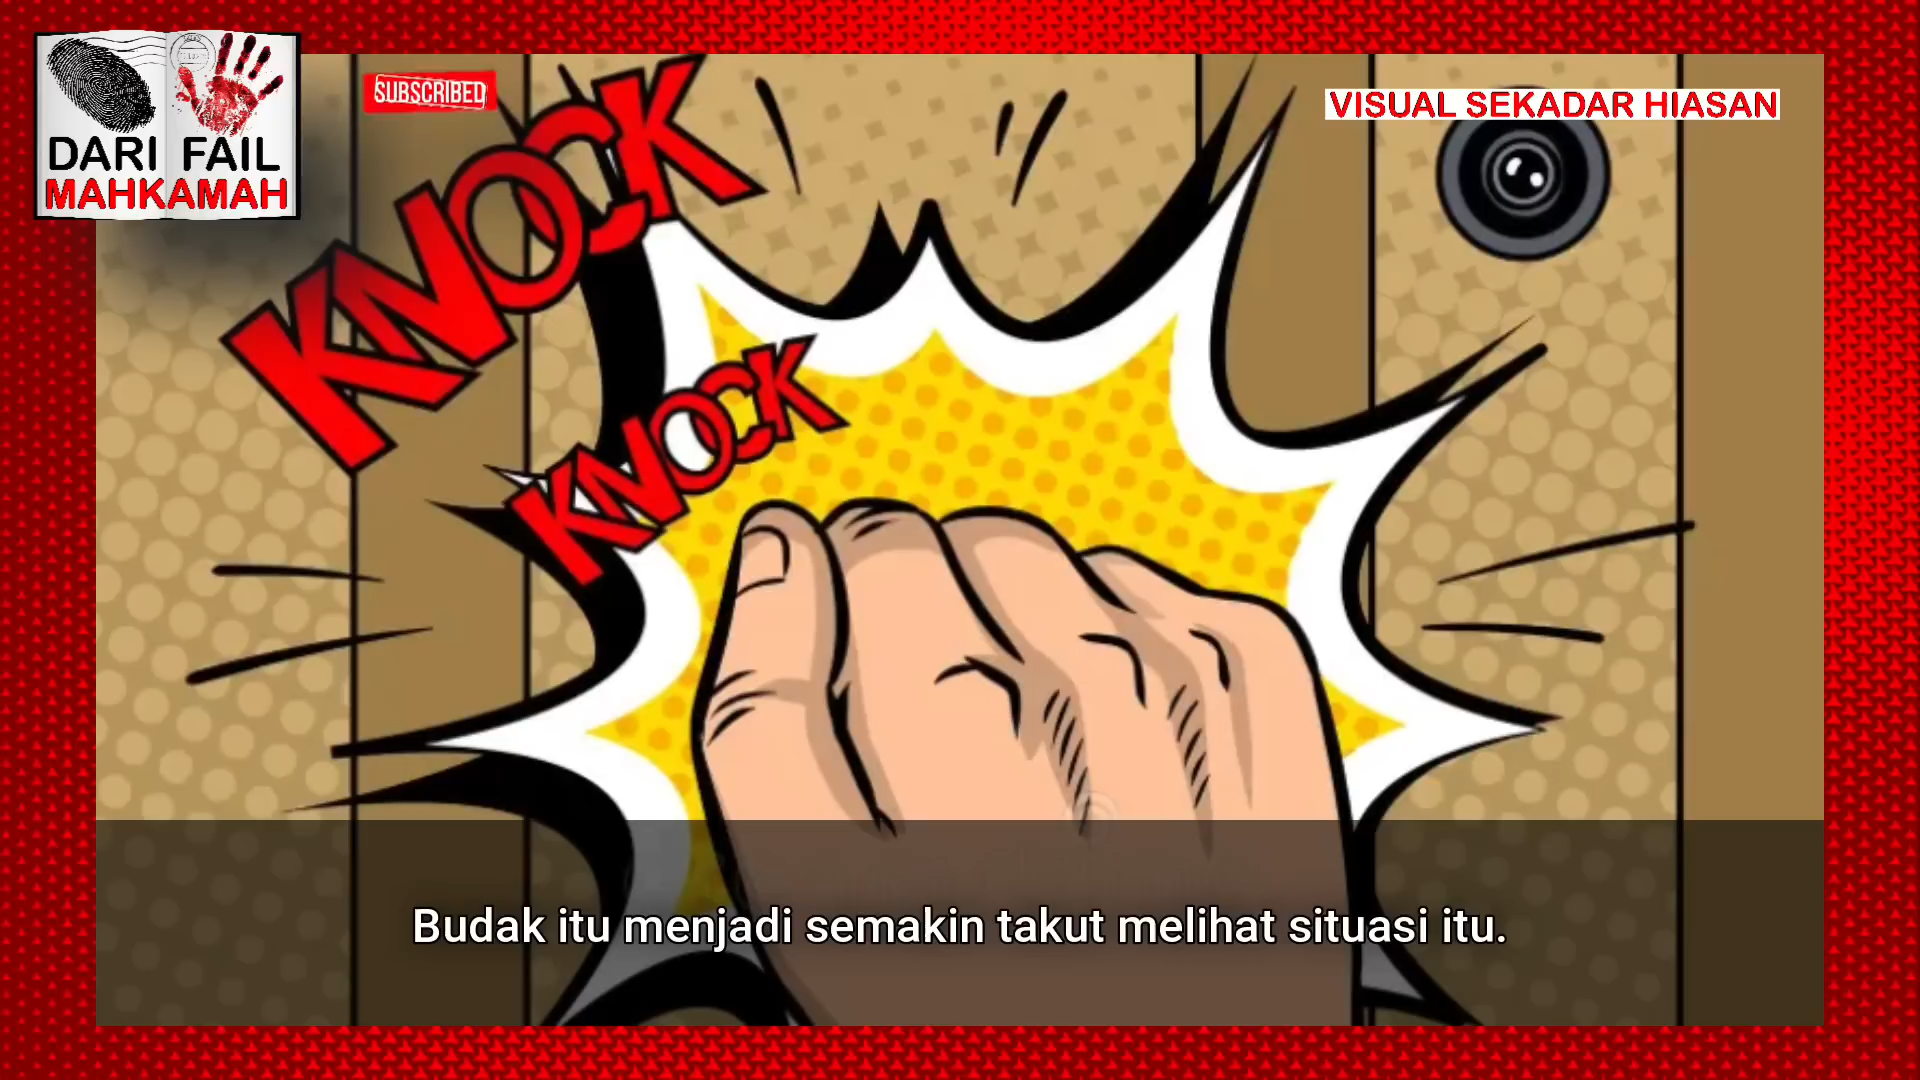 DARI FAIL
MAHKAMAH
SUBSCRIBED
VISUAL SEKADAR HIASAN
KNOCK
KNOCK
Budak itu menjadi semakin takut melihat situasi itu.